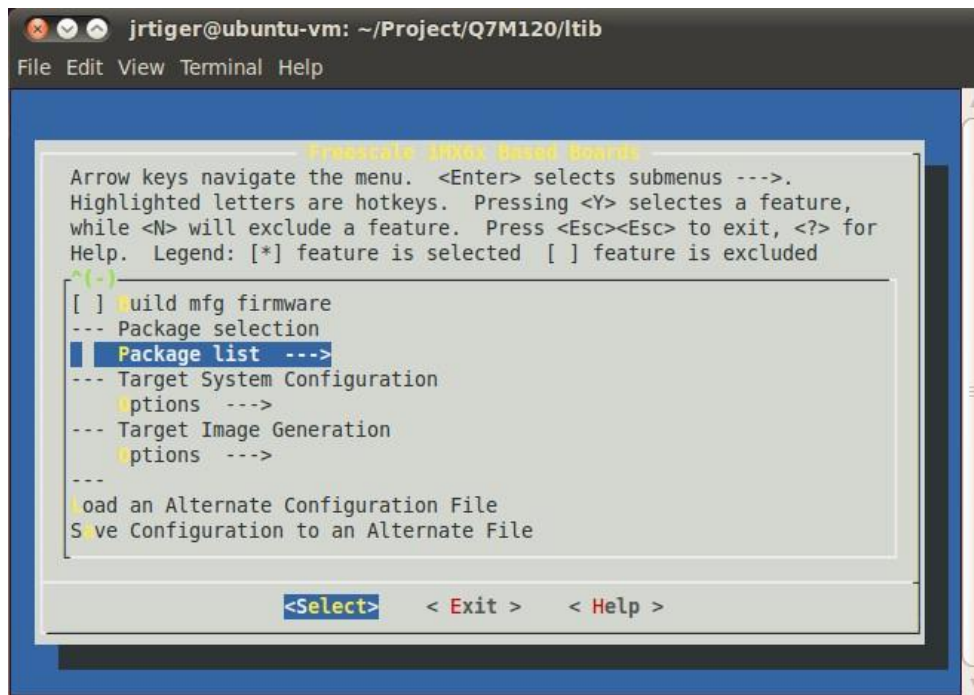 jrtiger@ubuntu-vm: ~/Project/Q7M120/ltib
File Edit View Terminal Help
Freescale iMX6x Based Boards
Arrow keys navigate the menu. <Enter> selects submenus --->.
Highlighted letters are hotkeys. Pressing <Y> selectes a feature,
while <N> will exclude a feature. Press <Esc><Esc> to exit, <?> for
Help. Legend: [*] feature is selected [ ] feature is excluded
^(-)
[ ] Build mfg firmware
--- Package selection
Package list --->
--- Target System Configuration
Options --->
--- Target Image Generation
Options --->
---
Load an Alternate Configuration File
Save Configuration to an Alternate File
<Select> < Exit > < Help >